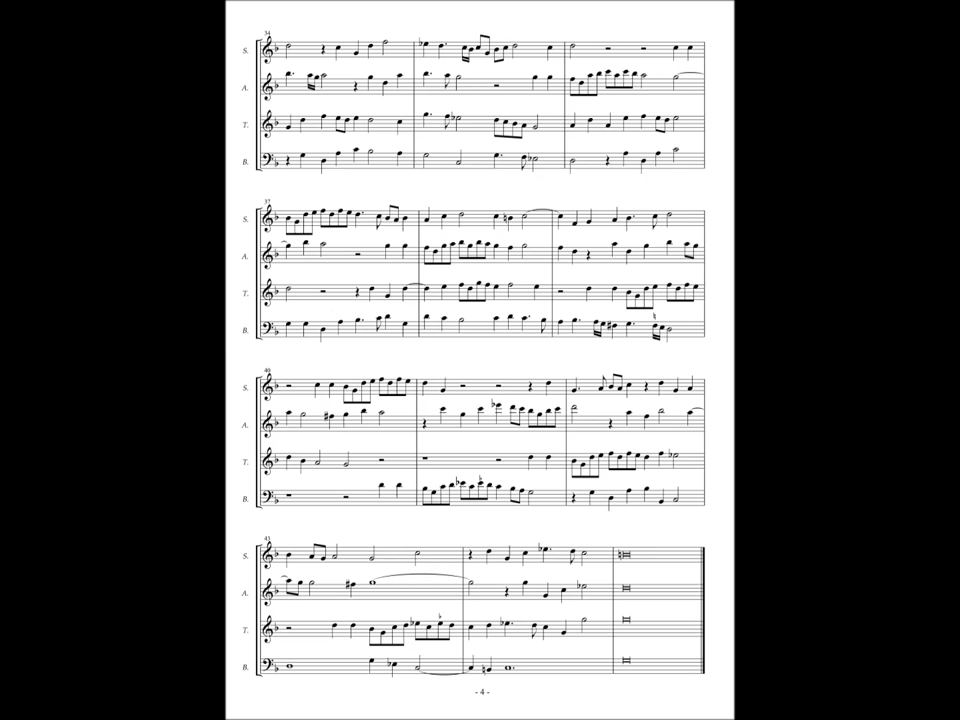 34
S.
A.
T.
B.
37
S.
A.
T.
B.
40
S.
A.
T.
B.
43
S.
A.
T.
B.
- 4 -